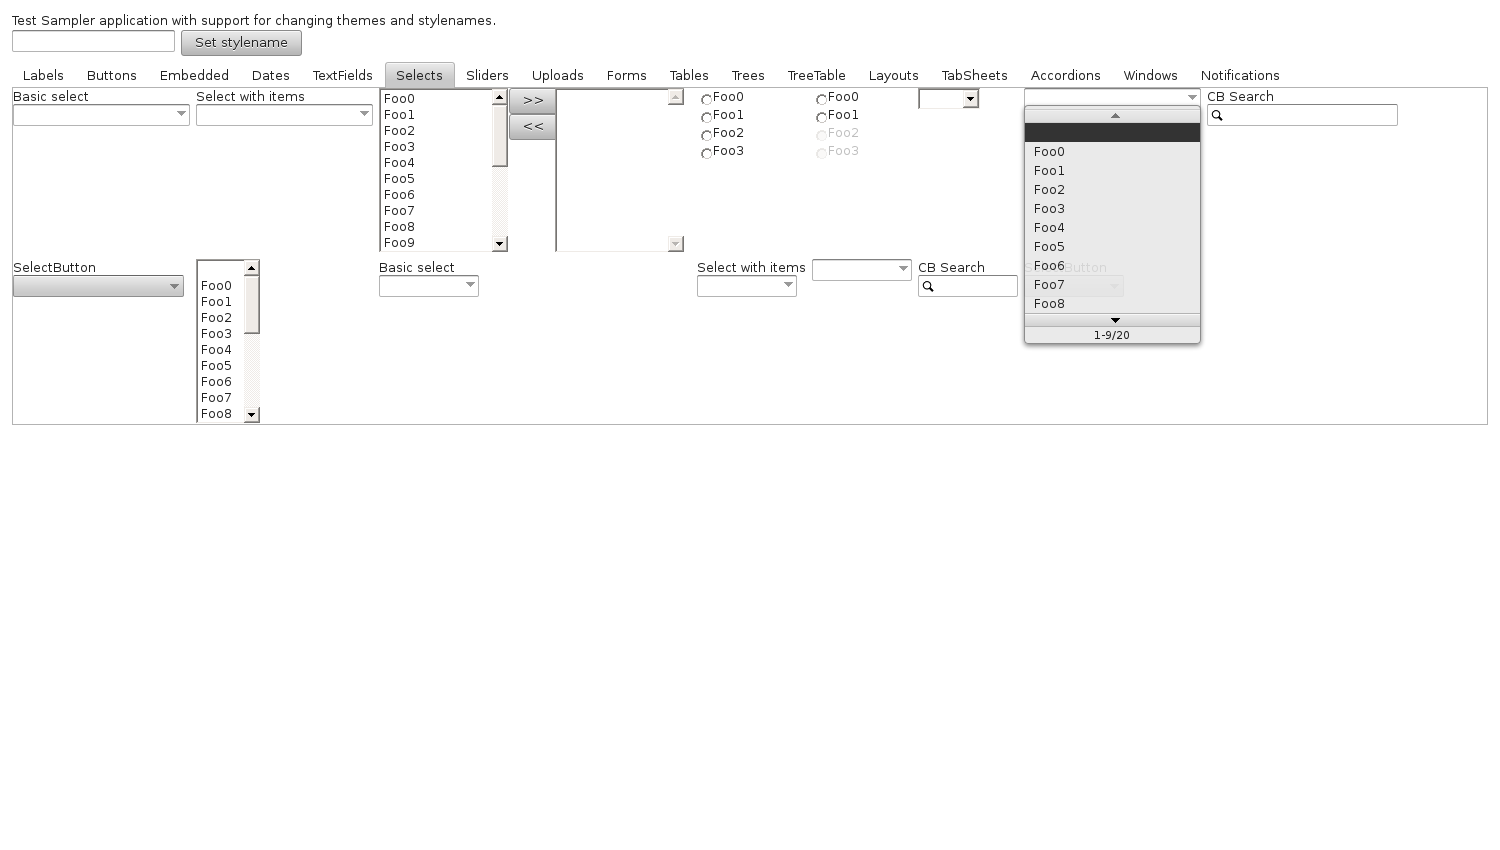 Test Sampler application with support for changing themes and stylenames.
Set stylename
Labels Buttons Embedded Dates TextFields Selects Sliders Uploads Forms Tables Trees TreeTable Layouts TabSheets Accordions Windows Notifications
Basic select
Select with items
Foo0
Foo1
Foo2
Foo3
Foo4
Foo5
Foo6
Foo7
Foo8
Foo9
>>
<<
Foo0
Foo1
Foo2
Foo3
Foo0
Foo1
Foo2
Foo3
Foo0
Foo1
Foo2
Foo3
Foo4
Foo5
Foo6
Foo7
Foo8
1-9/20
CB Search
SelectButton
Foo0
Foo1
Foo2
Foo3
Foo4
Foo5
Foo6
Foo7
Foo8
Basic select
Select with items
CB Search